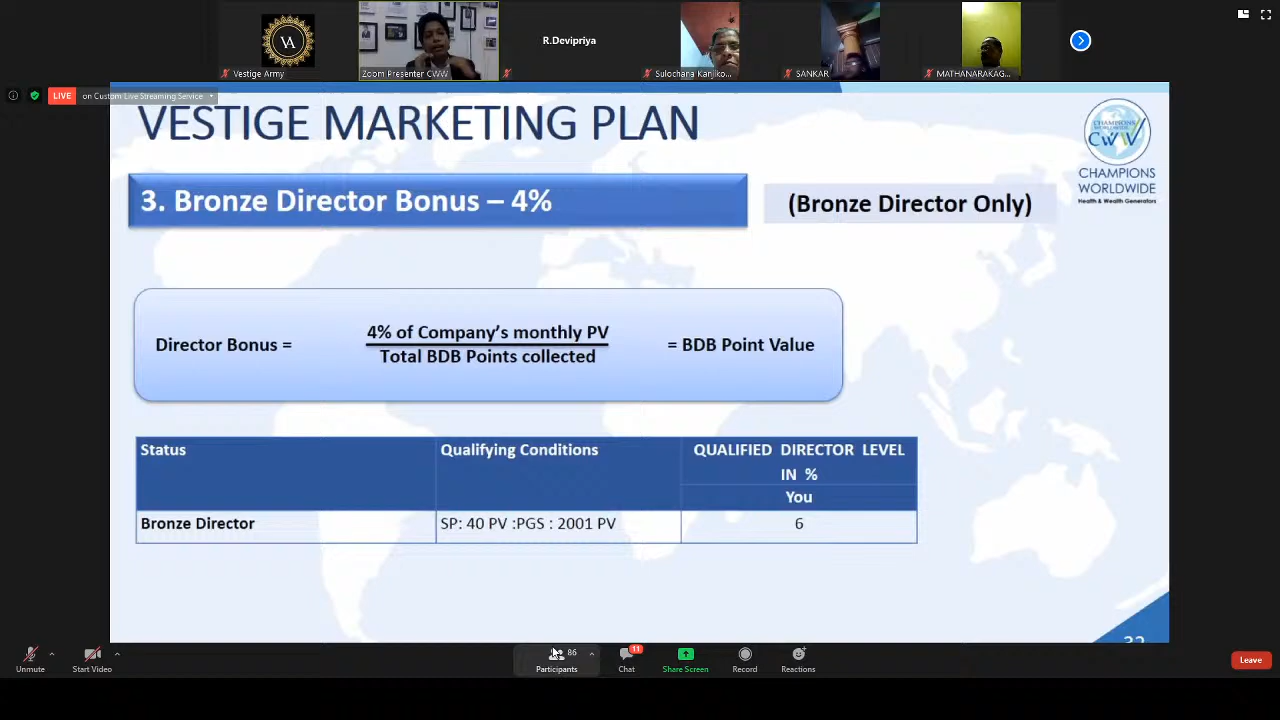 VA
R.Devipriya
Vestige Army
Zoom Presenter CWW
Sulochana Kanjiko...
SANKAR
MATHANARAKAG...
LIVE on Custom Live Streaming Service
VESTIGE MARKETING PLAN
CHAMPIONS
WORLDWIDE
CWW
CHAMPIONS
WORLDWIDE
Health & Wealth Generators
3. Bronze Director Bonus – 4%
(Bronze Director Only)
4% of Company's monthly PV
Director Bonus =
= BDB Point Value
Total BDB Points collected
Status
Qualifying Conditions
QUALIFIED DIRECTOR LEVEL
IN %
You
Bronze Director
SP: 40 PV :PGS : 2001 PV
6
32
86
11
Unmute
Start Video
Participants
Chat
Share Screen
Record
Reactions
Leave